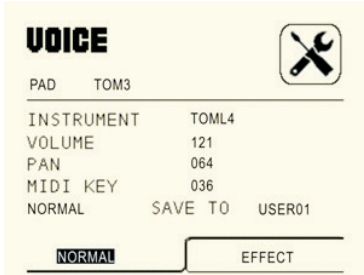 VOICE
PAD TOM3
INSTRUMENT TOML4
VOLUME 121
PAN 064
MIDI KEY 036
NORMAL SAVE TO USER01
NORMAL EFFECT